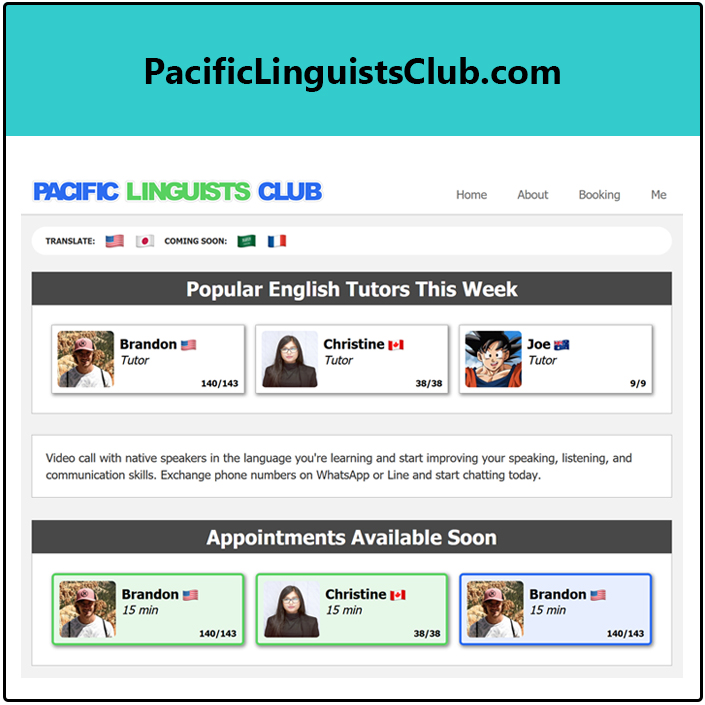 PacificLinguistsClub.com
PACIFIC LINGUISTS CLUB
Home About Booking Me
TRANSLATE: COMING SOON:
Popular English Tutors This Week
Brandon
Tutor
140/143
Christine
Tutor
38/38
Joe
Tutor
9/9
Video call with native speakers in the language you're learning and start improving your speaking, listening, and
communication skills. Exchange phone numbers on WhatsApp or Line and start chatting today.
Appointments Available Soon
Brandon
15 min
140/143
Christine
15 min
38/38
Brandon
15 min
140/143